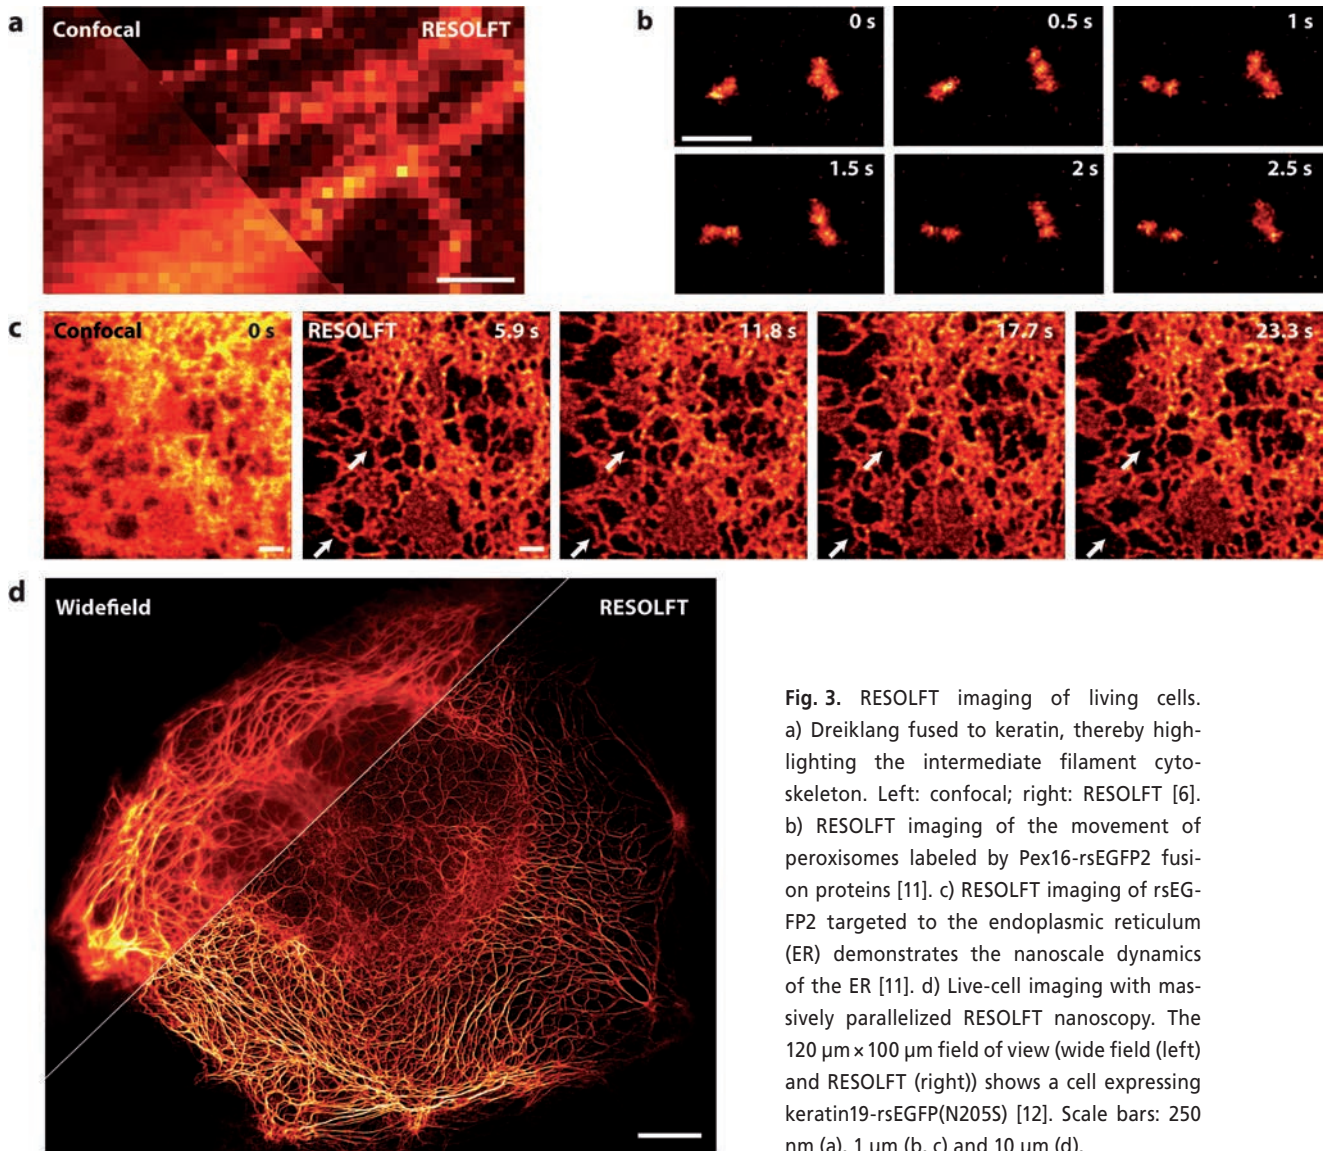 a
Confocal
RESOLFT
b
0 s
0.5 s
1 s
1.5 s
2 s
2.5 s
c
Confocal
0 s
RESOLFT
5.9 s
11.8 s
17.7 s
23.3 s
d
Widefield
RESOLFT
Fig. 3. RESOLFT imaging of living cells.
a) Dreiklang fused to keratin, thereby high-
lighting the intermediate filament cyto-
skeleton. Left: confocal; right: RESOLFT [6].
b) RESOLFT imaging of the movement of
peroxisomes labeled by Pex16-rsEGFP2 fusi-
on proteins [11]. c) RESOLFT imaging of rsEG-
FP2 targeted to the endoplasmic reticulum
(ER) demonstrates the nanoscale dynamics
of the ER [11]. d) Live-cell imaging with mas-
sively parallelized RESOLFT nanoscopy. The
120 µm × 100 µm field of view (wide field (left)
and RESOLFT (right)) shows a cell expressing
keratin19-rsEGFP(N205S) [12]. Scale bars: 250
nm (a), 1 µm (b, c) and 10 µm (d).